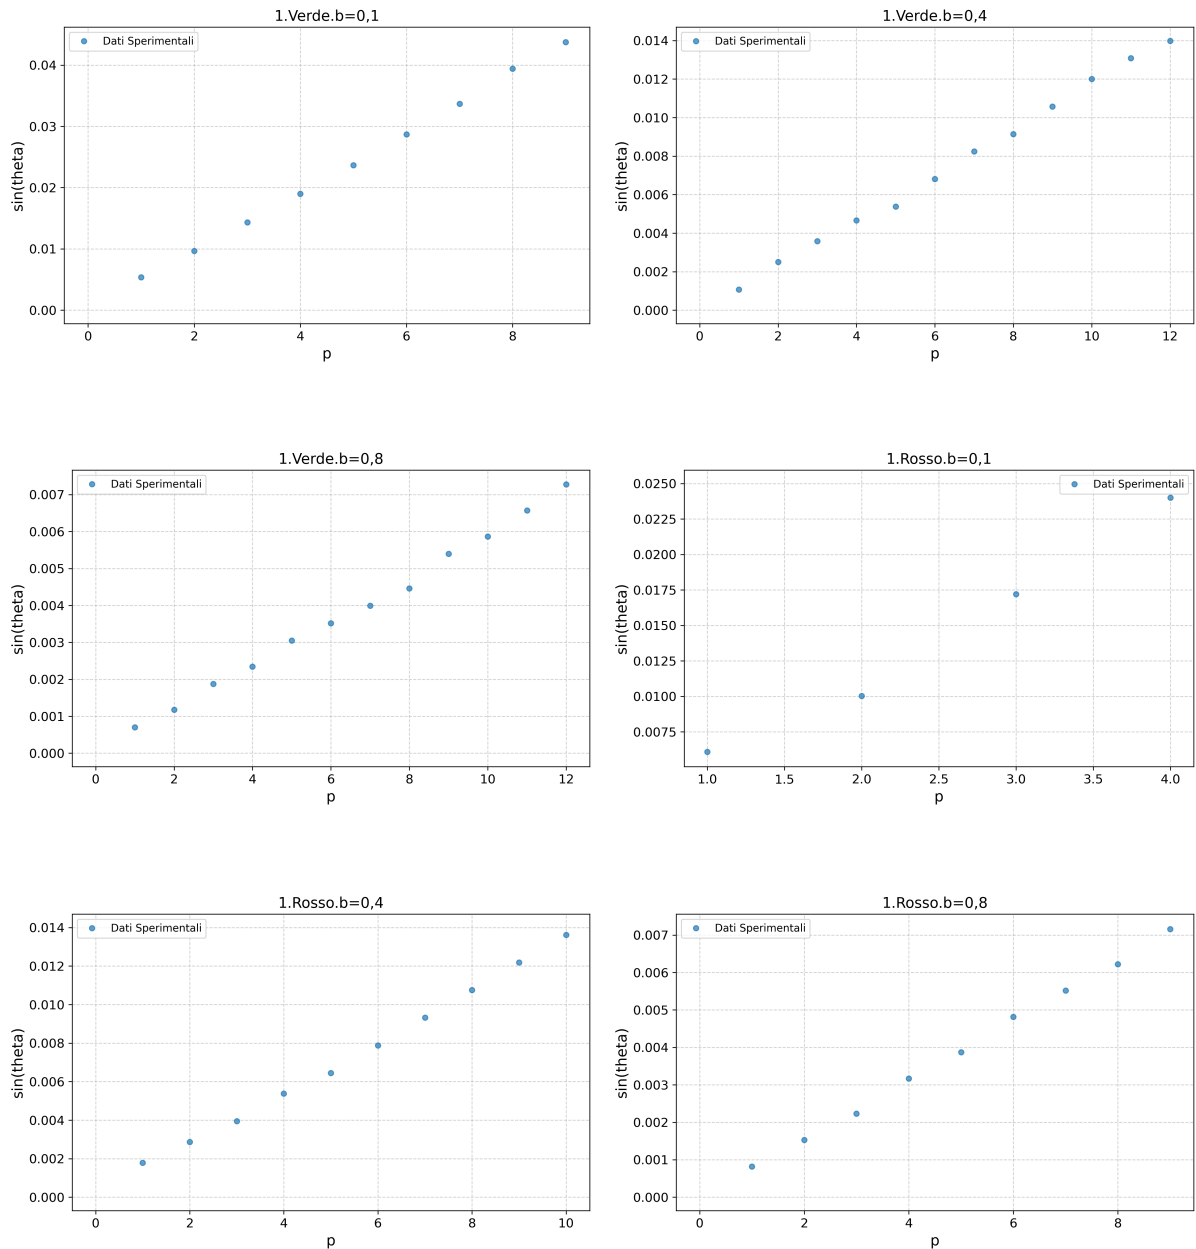 1.Verde.b=0,1
Dati Sperimentali
sin(theta)
0.04
0.03
0.02
0.01
0.00
0 2 4 6 8
p
1.Verde.b=0,4
Dati Sperimentali
sin(theta)
0.014
0.012
0.010
0.008
0.006
0.004
0.002
0.000
0 2 4 6 8 10 12
p
1.Verde.b=0,8
Dati Sperimentali
sin(theta)
0.007
0.006
0.005
0.004
0.003
0.002
0.001
0.000
0 2 4 6 8 10 12
p
1.Rosso.b=0,1
Dati Sperimentali
sin(theta)
0.0250
0.0225
0.0200
0.0175
0.0150
0.0125
0.0100
0.0075
1.0 1.5 2.0 2.5 3.0 3.5 4.0
p
1.Rosso.b=0,4
Dati Sperimentali
sin(theta)
0.014
0.012
0.010
0.008
0.006
0.004
0.002
0.000
0 2 4 6 8 10
p
1.Rosso.b=0,8
Dati Sperimentali
sin(theta)
0.007
0.006
0.005
0.004
0.003
0.002
0.001
0.000
0 2 4 6 8
p